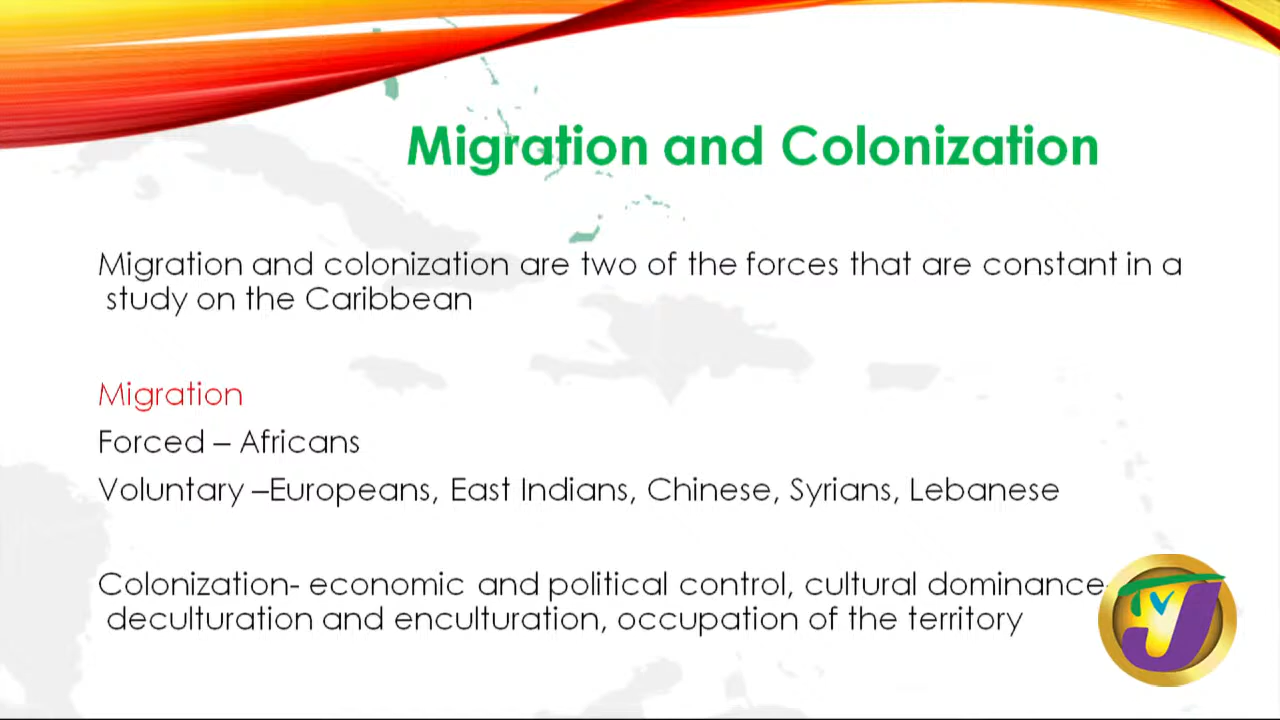 Migration and Colonization
Migration and colonization are two of the forces that are constant in a
study on the Caribbean
Migration
Forced – Africans
Voluntary –Europeans, East Indians, Chinese, Syrians, Lebanese
Colonization- economic and political control, cultural dominance-
deculturation and enculturation, occupation of the territory
TVJ